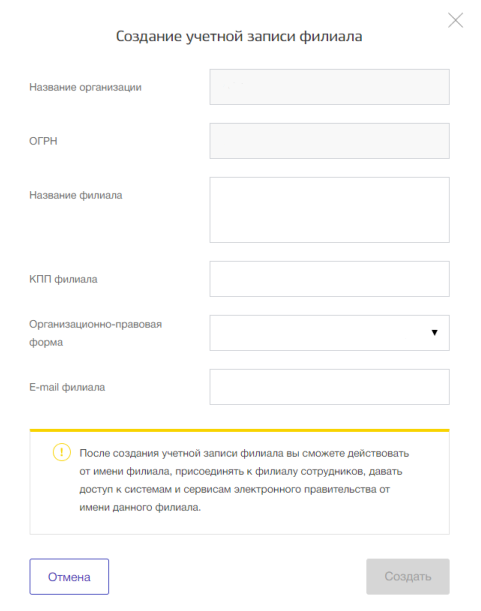 Создание учетной записи филиала
Название организации
ОГРН
Название филиала
КПП филиала
Организационно-правовая
форма
E-mail филиала
После создания учетной записи филиала вы сможете действовать
от имени филиала, присоединять к филиалу сотрудников, давать
доступ к системам и сервисам электронного правительства от
имени данного филиала.
Отмена
Создать